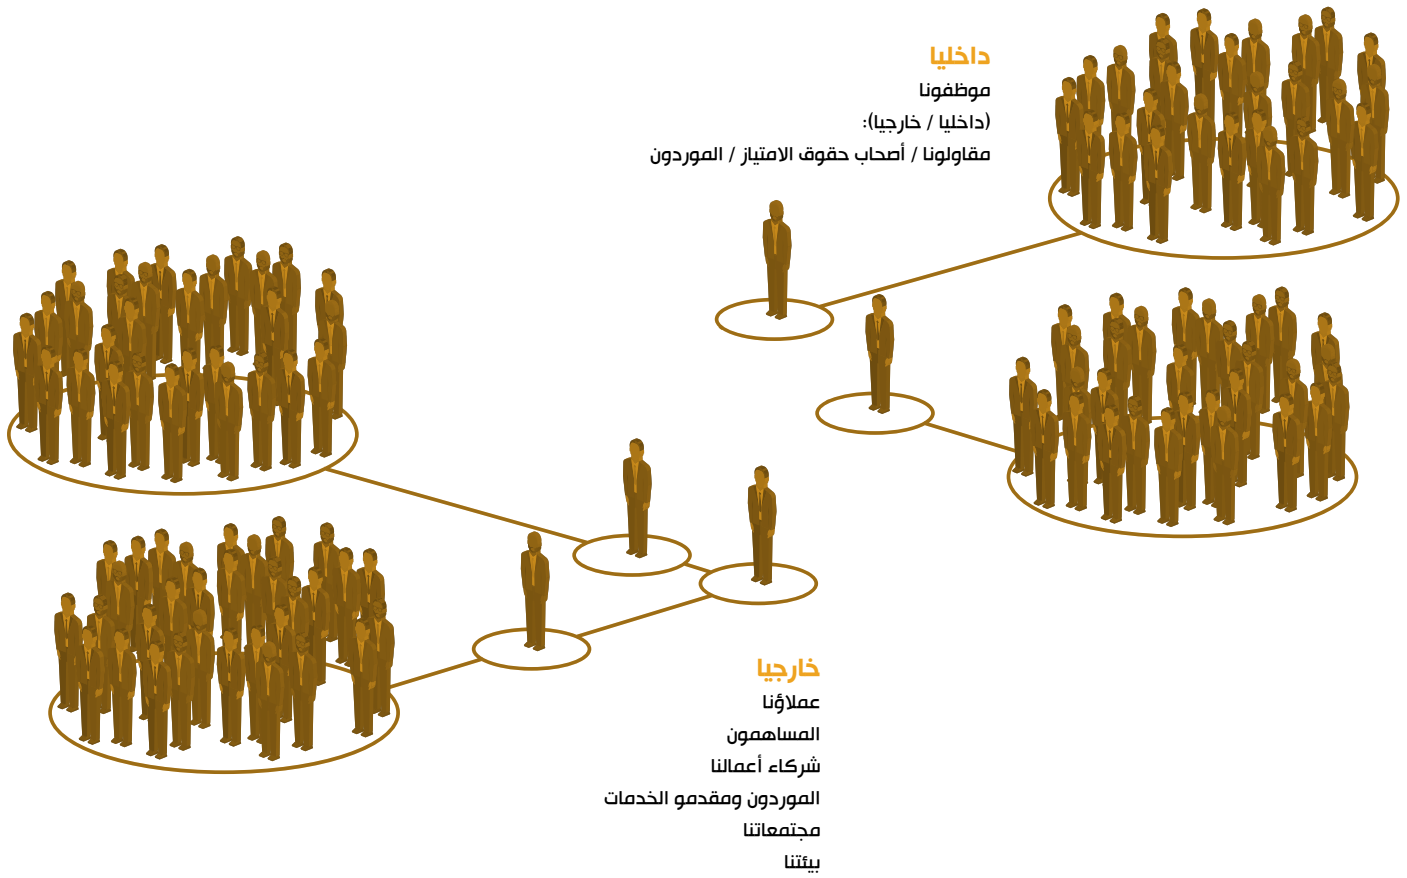 داخليا
موظفونا
(داخليا / خارجيا):
مقاولونا / أصحاب حقوق الامتياز / الموردون
خارجيا
عملاؤنا
المساهمون
شركاء أعمالنا
الموردون ومقدمو الخدمات
مجتمعاتنا
بيئتنا